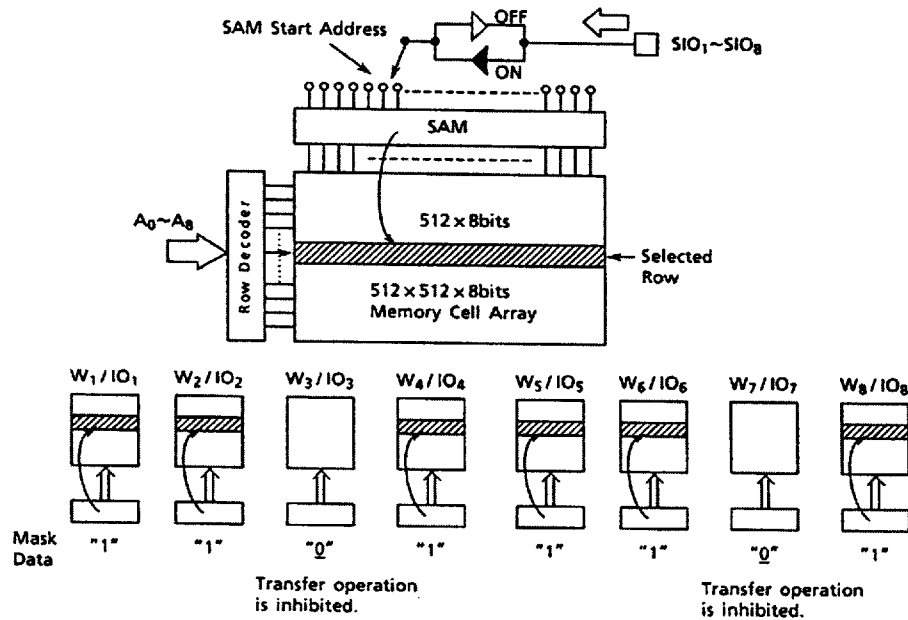 OFF
SAM Start Address
SIO₁~SIO₈
ON
SAM
A₀~A₈
Row Decoder
512×8bits
Selected
Row
512×512×8bits
Memory Cell Array
W₁/IO₁ W₂/IO₂ W₃/IO₃ W₄/IO₄ W₅/IO₅ W₆/IO₆ W₇/IO₇ W₈/IO₈
Mask
Data
"1" "1" "0" "1" "1" "1" "0" "1"
Transfer operation
is inhibited.
Transfer operation
is inhibited.